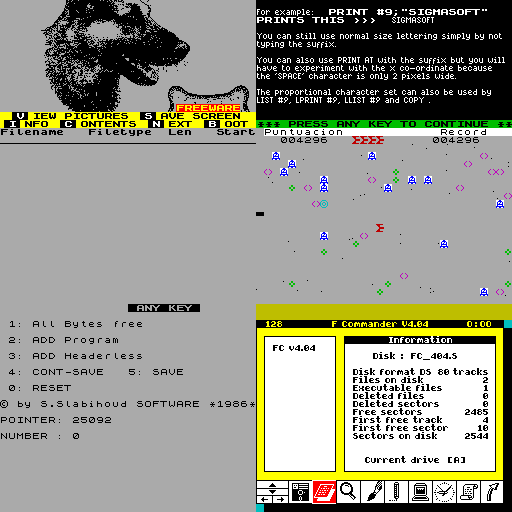 FREEWARE
V IEW PICTURES S AVE SCREEN
I NFO C ONTENTS N EXT B OOT
for example: PRINT #9;"SIGMASOFT"
PRINTS THIS >>> SIGMASOFT
You can still use normal size lettering simply by not
typing the suffix.
You can also use PRINT AT with the suffix but you will
have to experiment with the x co-ordinate because
the 'SPACE' character is only 2 pixels wide.
The proportional character set can also be used by
LIST #9, LPRINT #9, LLIST #9 and COPY .
*** PRESS ANY KEY TO CONTINUE ***
Filename Filetype Len Start
ANY KEY
1: All Bytes free
2: ADD Program
3: ADD Headerless
4: CONT-SAVE 5: SAVE
0: RESET
© by S.Slabihoud SOFTWARE *1986*
POINTER: 25092
NUMBER : 0
Puntuacion Record
004296 004296
128 F Commander V4.04 0:00
FC v4.04
Information
Disk : FC_404.S
Disk format DS 80 tracks
Files on disk 2
Executable files 1
Deleted files 0
Deleted sectors 0
Free sectors 2485
First free track 4
First free sector 10
Sectors on disk 2544
Current drive [A]